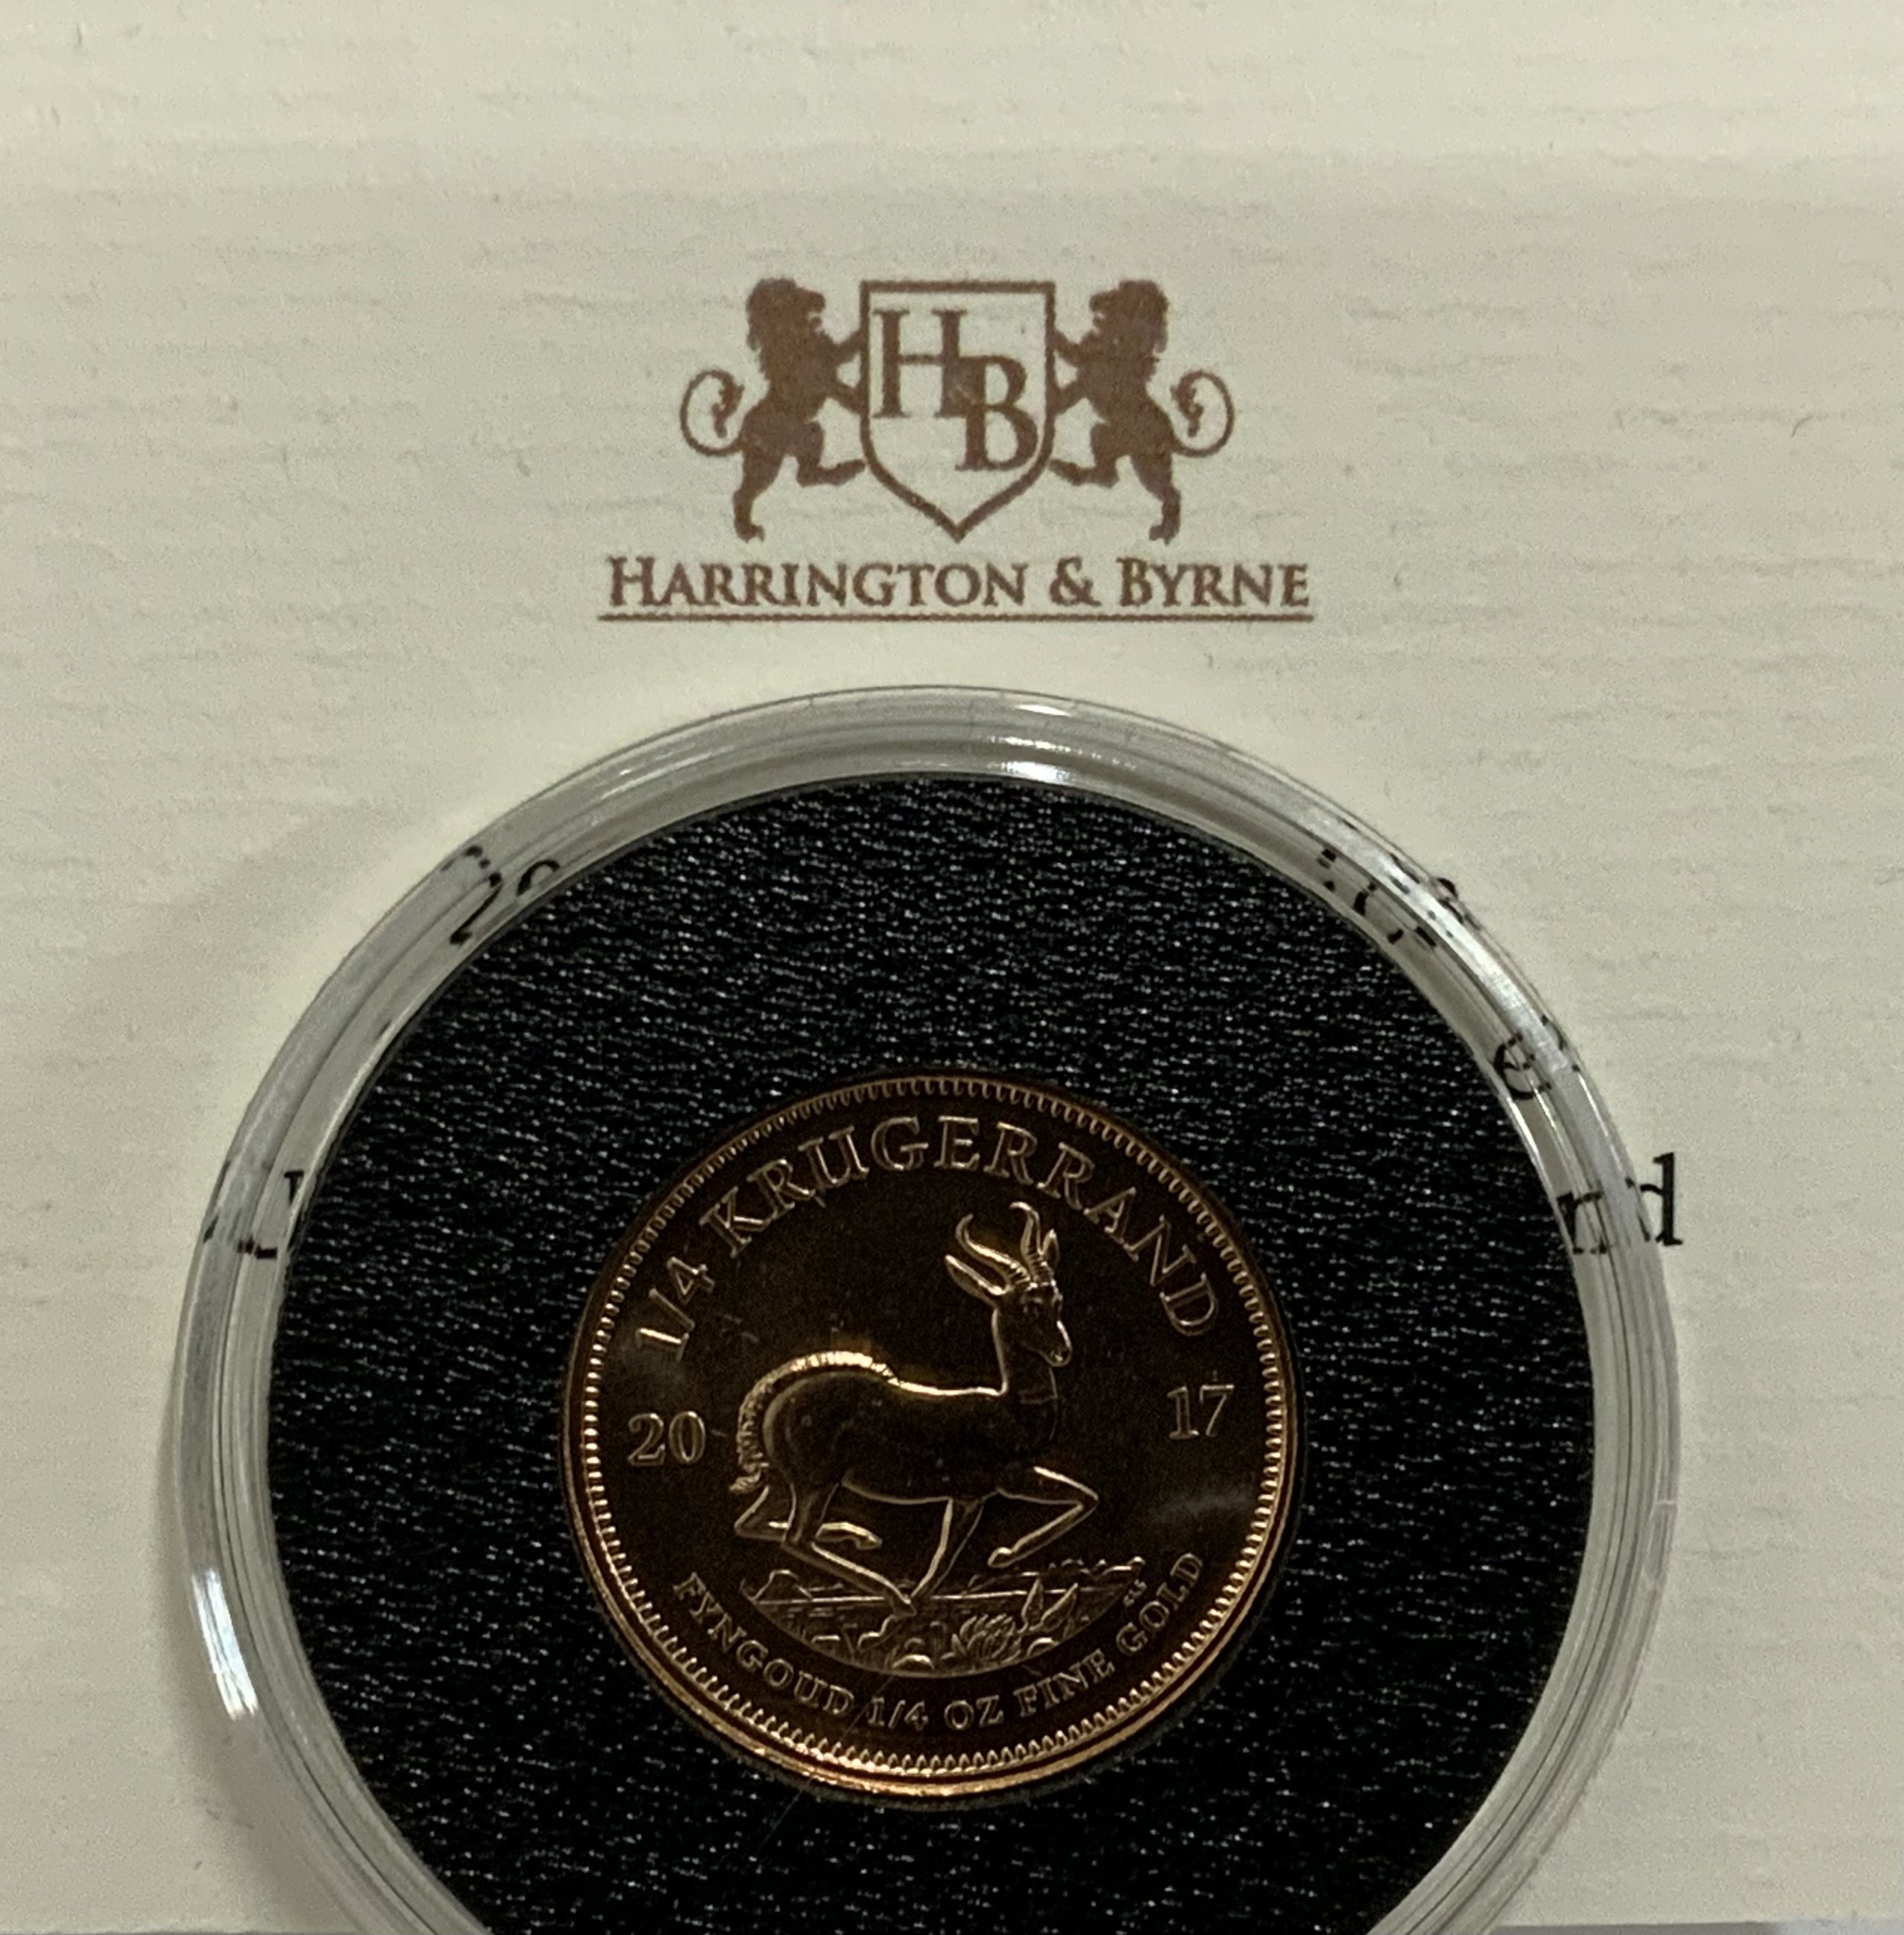 HB
HARRINGTON & BYRNE
1/4 KRUGERRAND
20 17
FYNGOUD 1/4 OZ FINE GOLD